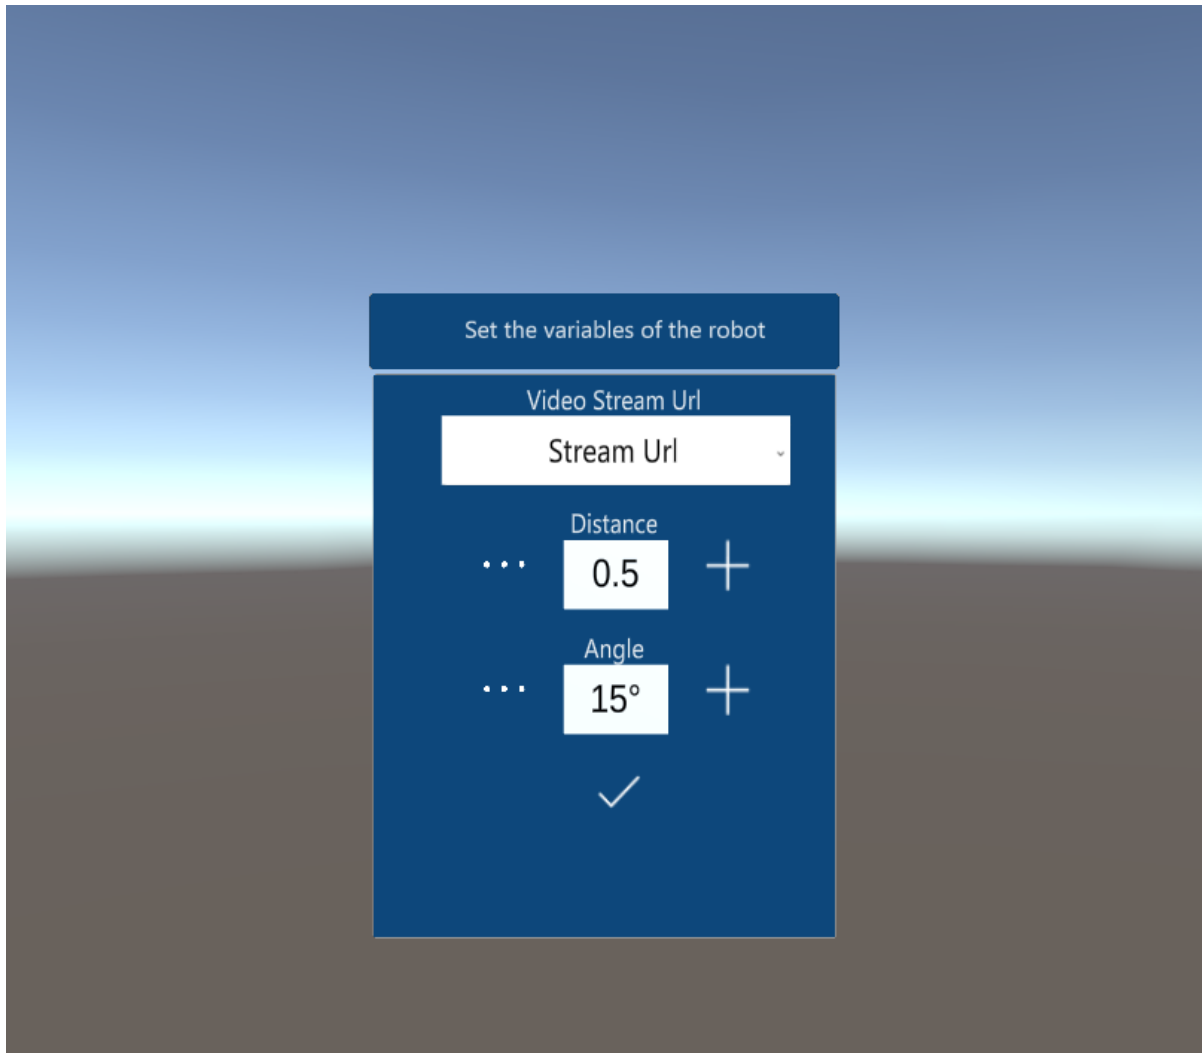 Set the variables of the robot
Video Stream Url
Stream Url
Distance
0.5
Angle
15°